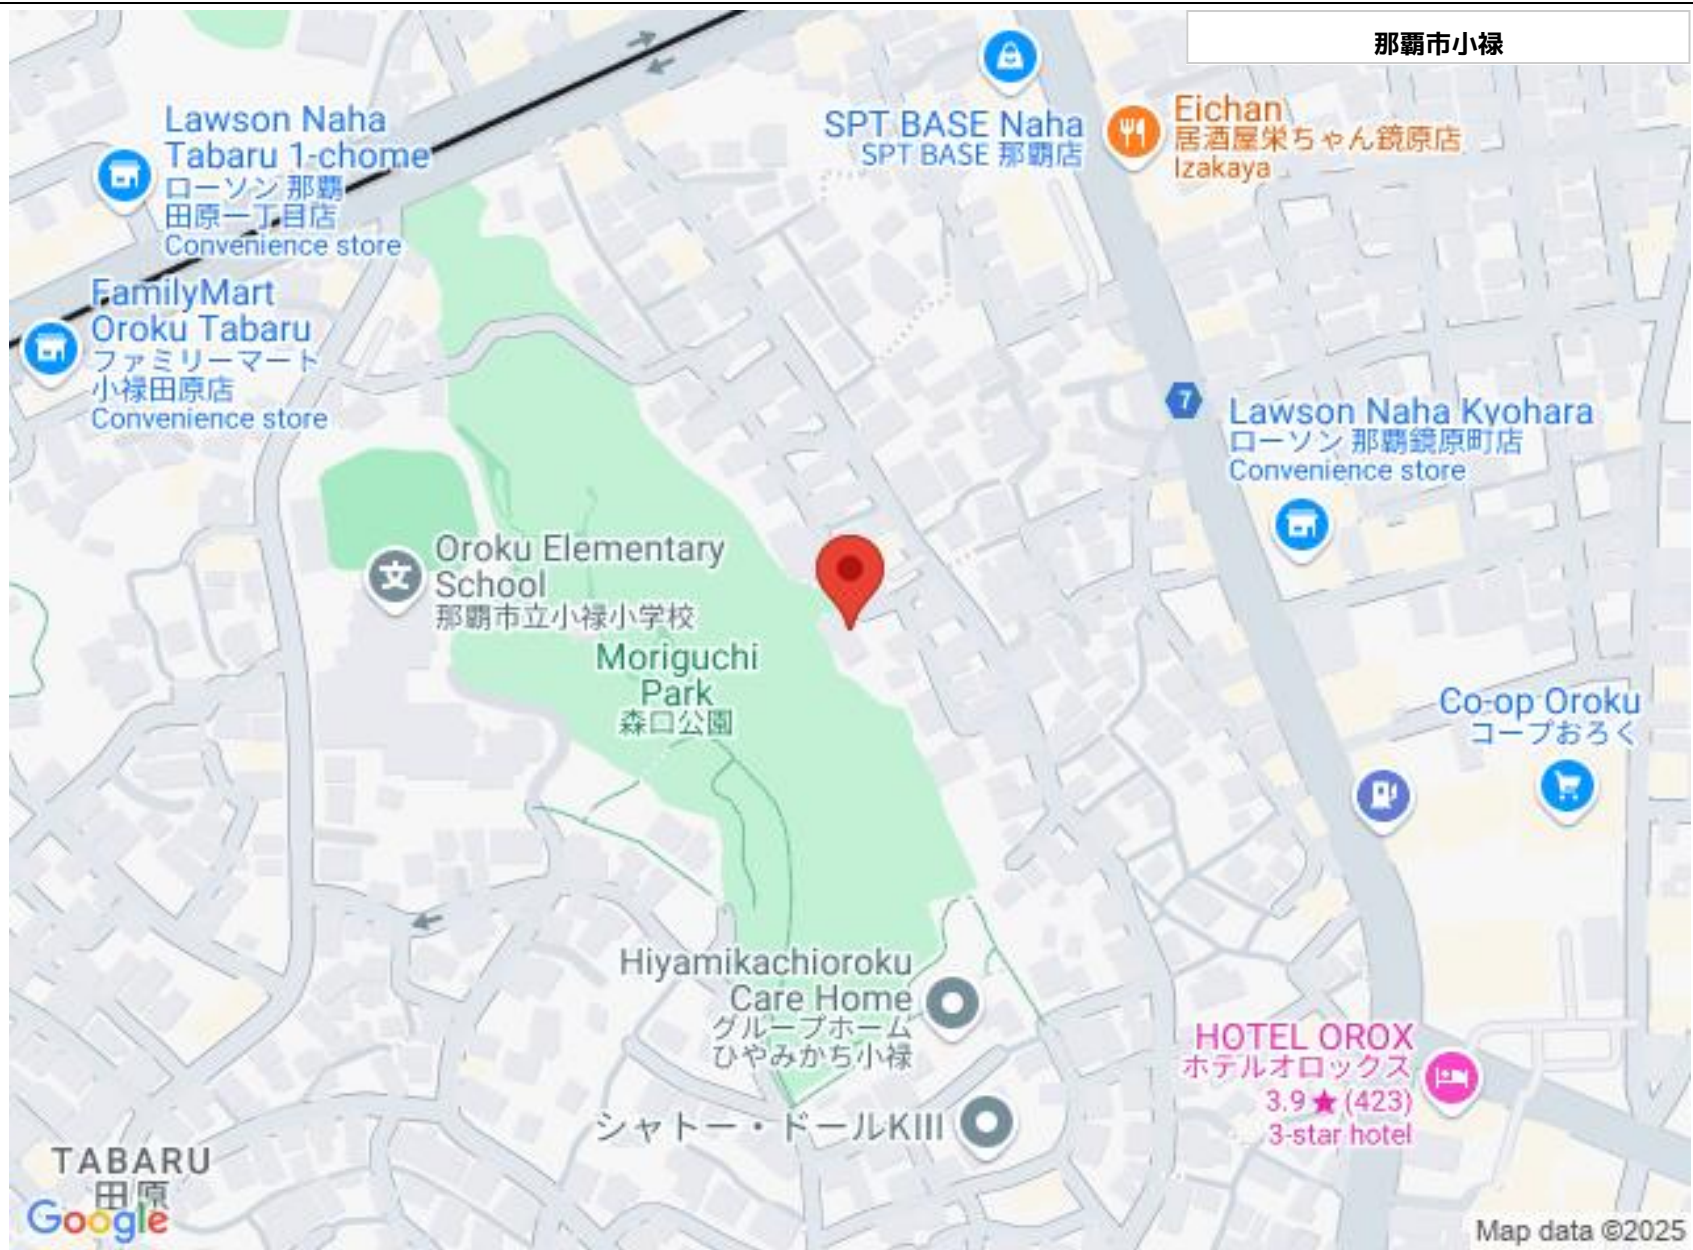 那覇市小禄
Lawson Naha
Tabaru 1-chome
ローソン 那覇
田原一丁目店
Convenience store
SPT BASE Naha
SPT BASE 那覇店
Eichan
居酒屋栄ちゃん鏡原店
Izakaya
FamilyMart
Oroku Tabaru
ファミリーマート
小禄田原店
Convenience store
7
Lawson Naha Kyohara
ローソン 那覇鏡原町店
Convenience store
文
Oroku Elementary
School
那覇市立小禄小学校
Moriguchi
Park
森口公園
Co-op Oroku
コープおろく
Hiyamikachioroku
Care Home
グループホーム
ひやみかち小禄
HOTEL OROX
ホテルオロックス
3.9★(423)
3-star hotel
シャトー・ドールKIII
TABARU
田原
Google
Map data ©2025